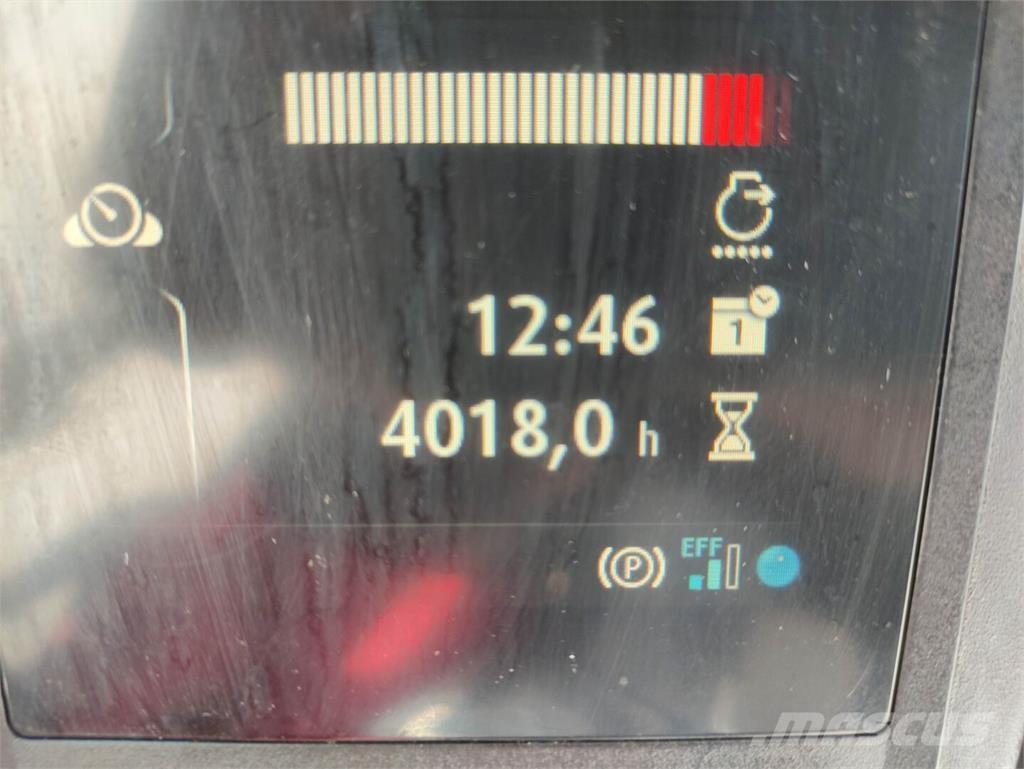 12:46
1
4018,0 h
P
EFF
MASCUS